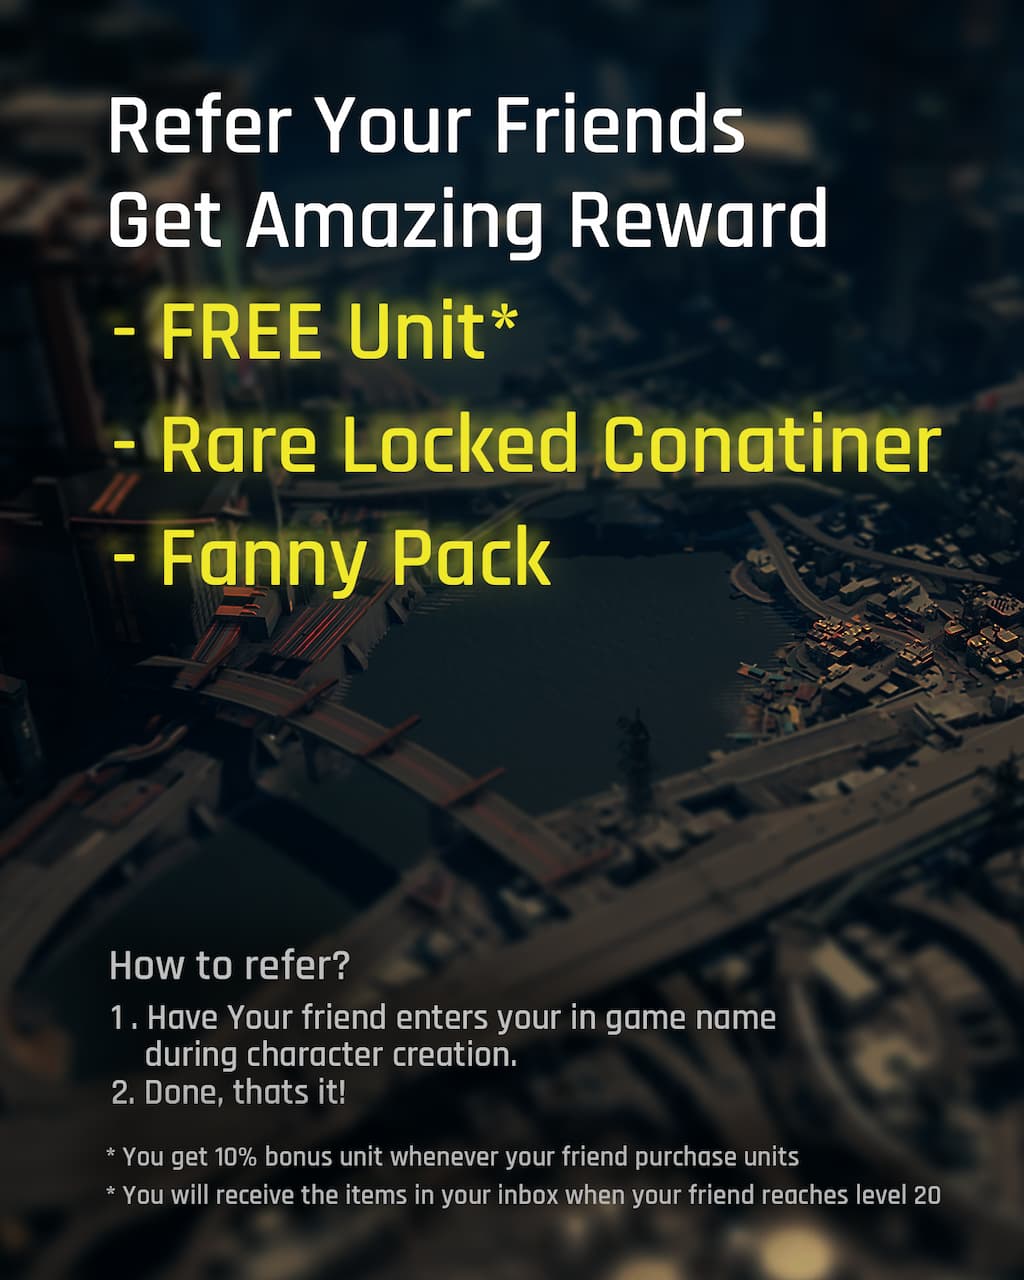 Refer Your Friends
Get Amazing Reward
- FREE Unit*
- Rare Locked Conatiner
- Fanny Pack
How to refer?
1. Have Your friend enters your in game name
during character creation.
2. Done, thats it!
* You get 10% bonus unit whenever your friend purchase units
* You will receive the items in your inbox when your friend reaches level 20